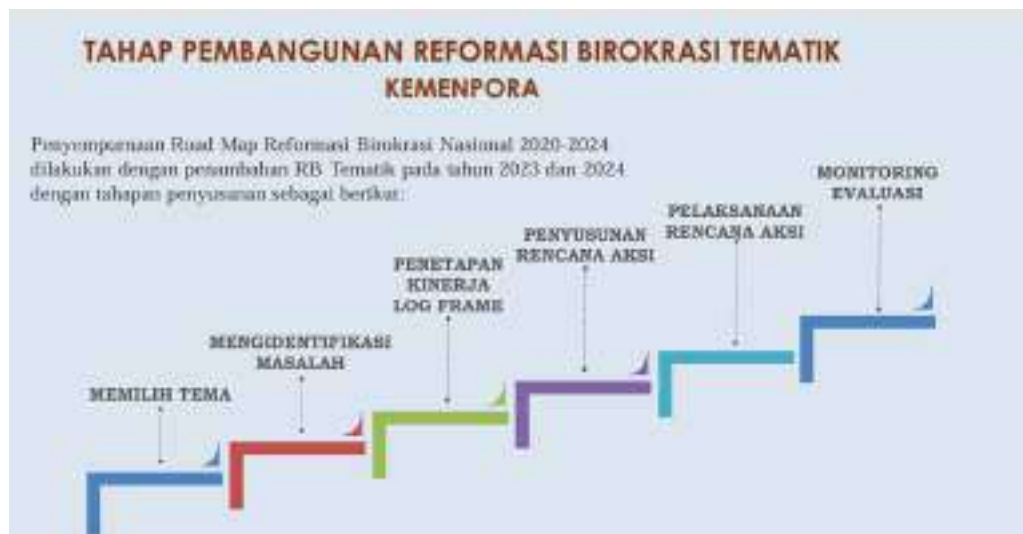 TAHAP PEMBANGUNAN REFORMASI BIROKRASI TEMATIK
KEMENPORA
Penyempurnaan Road Map Reformasi Birokrasi Nasional 2020-2024
dilakukan dengan penambahan RB Tematik pada tahun 2023 dan 2024
dengan tahapan penyusunan sebagai berikut:
MEMILIH TEMA
MENGIDENTIFIKASI
MASALAH
PENETAPAN
KINERJA
LOG FRAME
PENYUSUNAN
RENCANA AKSI
PELAKSANAAN
RENCANA AKSI
MONITORING
EVALUASI